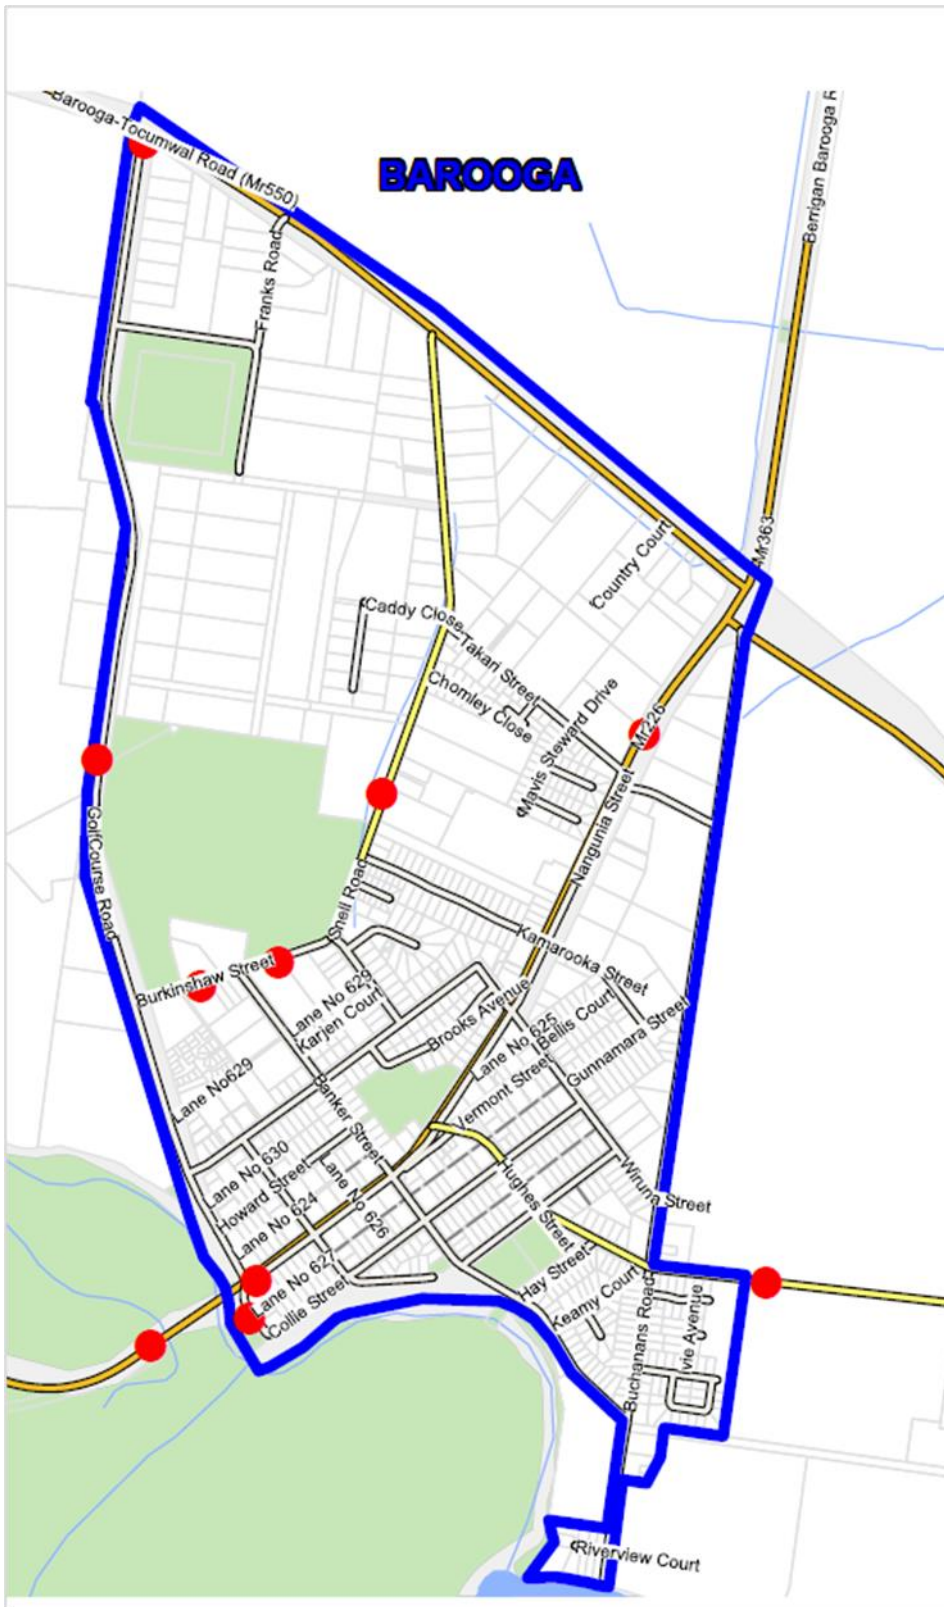 Barooga-Tocumwal Road (Mr550)
BAROOGA
Berrigan Barooga R
Franks Road
Mr363
Country Court
Caddy Close
Takari Street
Chomley Close
Mavis Steward Drive
Mr226
Nangunia Street
GolfCourse Road
Snell Road
Kamarooka Street
Burkinshaw Street
Lane No 629
Karjen Court
Brooks Avenue
Lane No 625
Bellis Court
Gunnamara Street
Vermont Street
Lane No629
Banker Street
Lane No 630
Howard Street
Lane No 624
Lane No 626
Hughes Street
Wiruna Street
Lane No 627
Collie Street
Hay Street
Keamy Court
Buchanans Road
vie Avenue
Riverview Court